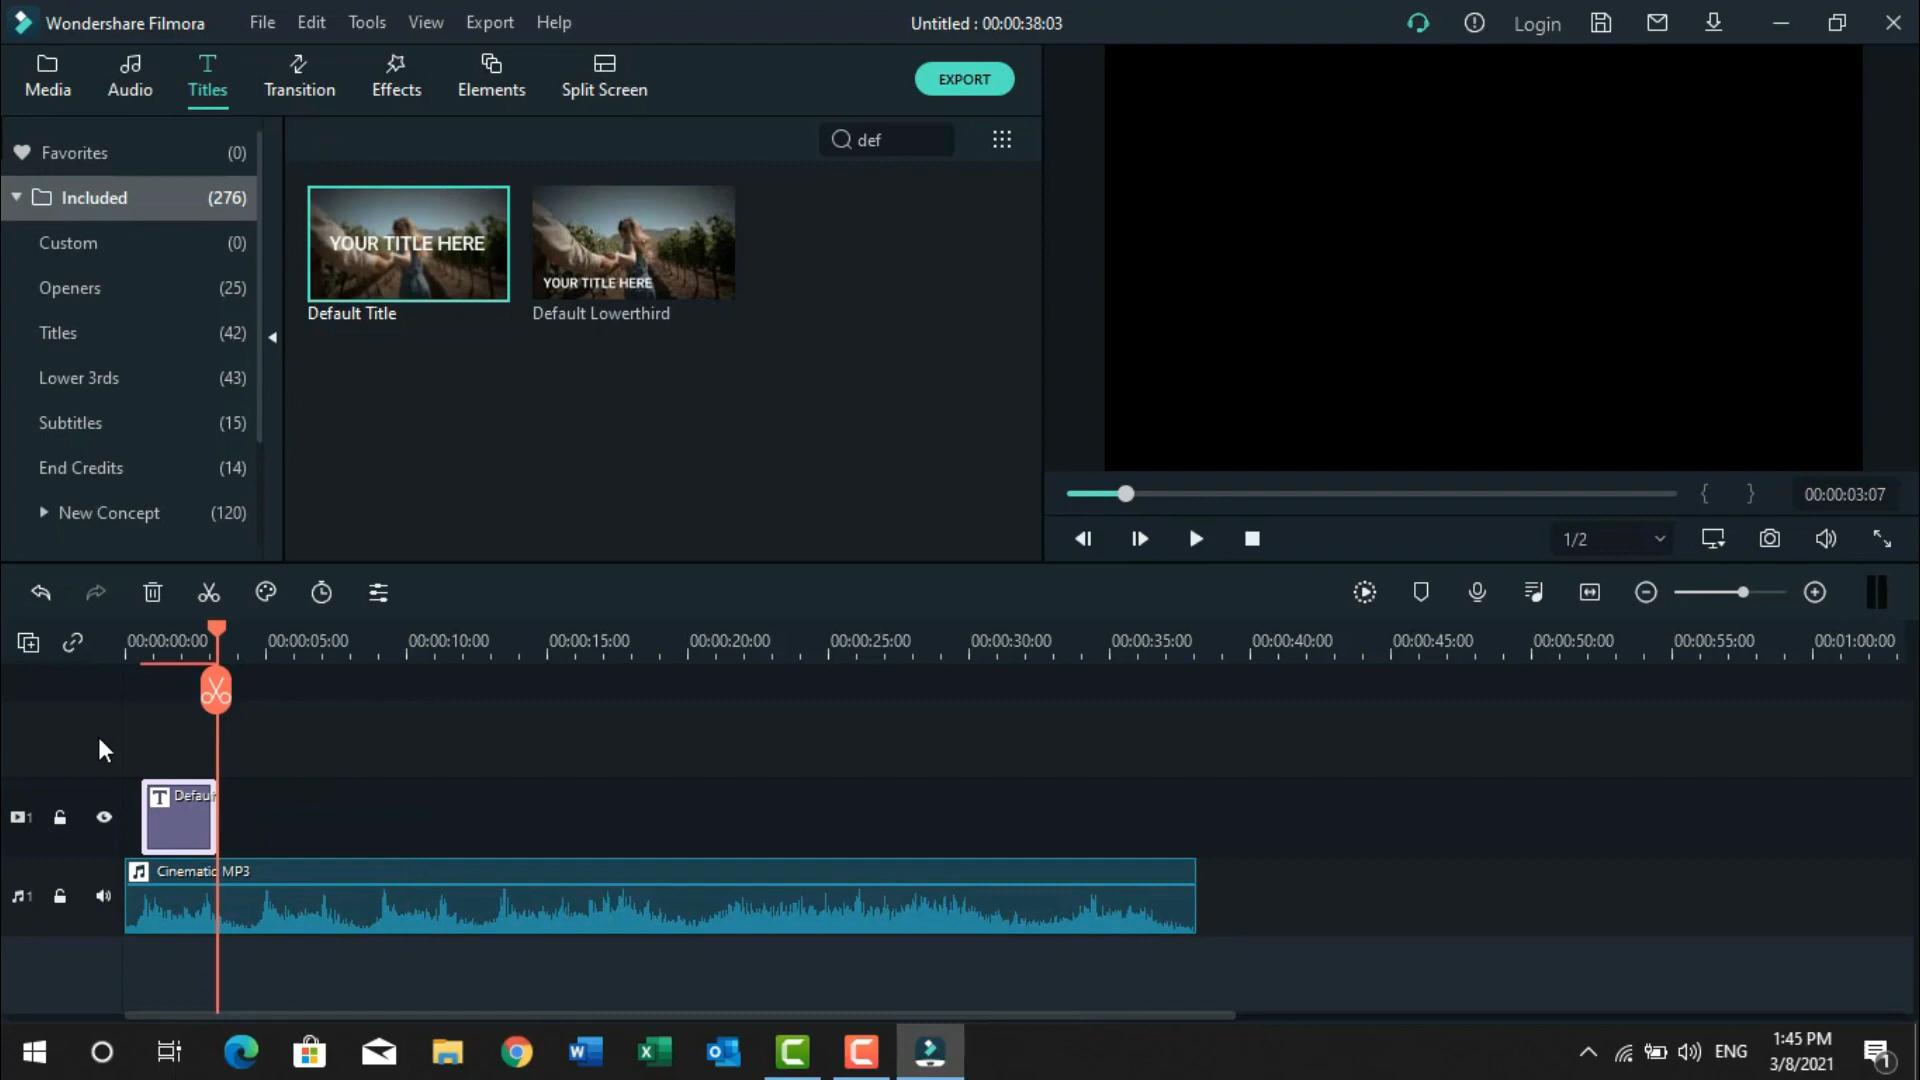 Wondershare Filmora File Edit Tools View Export Help Untitled : 00:00:38:03 Login
Media Audio Titles Transition Effects Elements Split Screen EXPORT
Favorites (0)
Included (276)
Custom (0)
Openers (25)
Titles (42)
Lower 3rds (43)
Subtitles (15)
End Credits (14)
New Concept (120)
def
YOUR TITLE HERE
YOUR TITLE HERE
Default Title Default Lowerthird
00:00:03:07
1/2
00:00:00:00 00:00:05:00 00:00:10:00 00:00:15:00 00:00:20:00 00:00:25:00 00:00:30:00 00:00:35:00 00:00:40:00 00:00:45:00 00:00:50:00 00:00:55:00 00:01:00:00
T Defau
1
Cinematic MP3
1
ENG
1:45 PM
3/8/2021
1